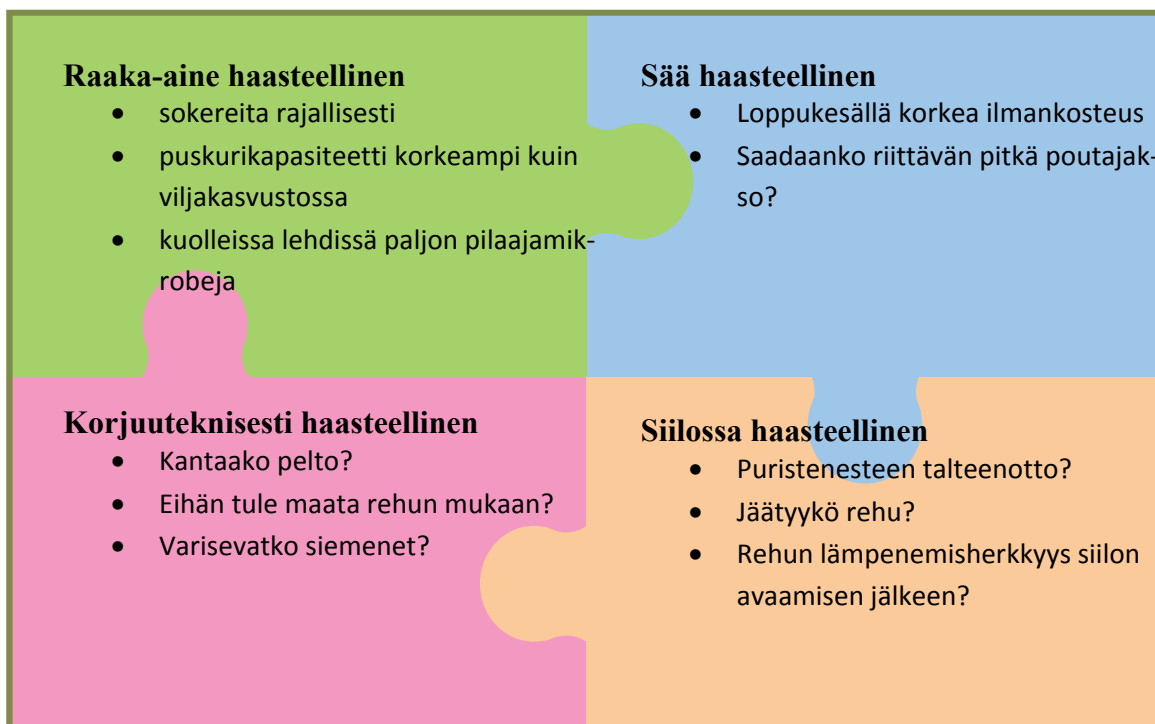 Raaka-aine haasteellinen
• sokereita rajallisesti
• puskurikapasiteetti korkeampi kuin
viljakasvustossa
• kuolleissa lehdissä paljon pilaajamik-
robeja
Sää haasteellinen
• Loppukesällä korkea ilmankosteus
• Saadaanko riittävän pitkä poutajak-
so?
Korjuuteknisesti haasteellinen
• Kantaako pelto?
• Eihän tule maata rehun mukaan?
• Varisevatko siemenet?
Siilossa haasteellinen
• Puristenesteen talteenotto?
• Jäätyykö rehu?
• Rehun lämpenemisherkkyys siilon
avaamisen jälkeen?